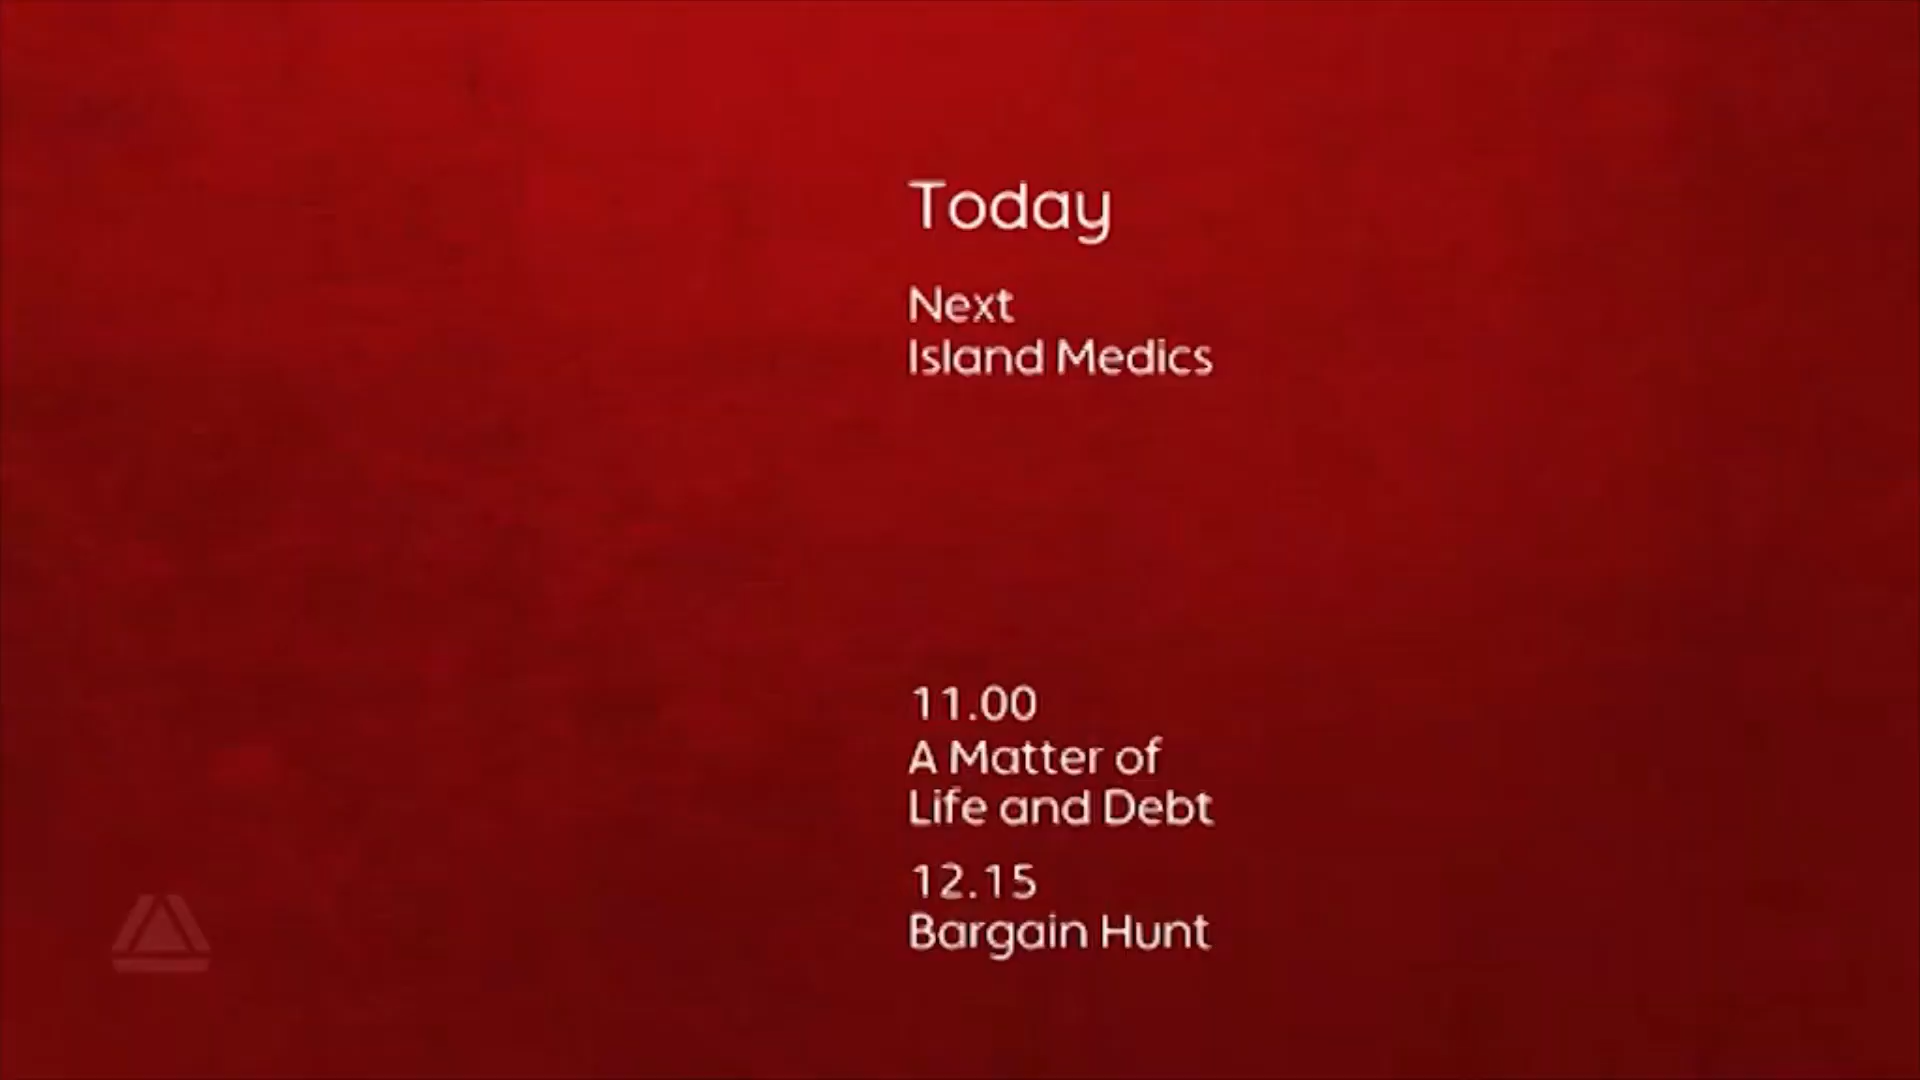 Today
Next
Island Medics
11.00
A Matter of
Life and Debt
12.15
Bargain Hunt